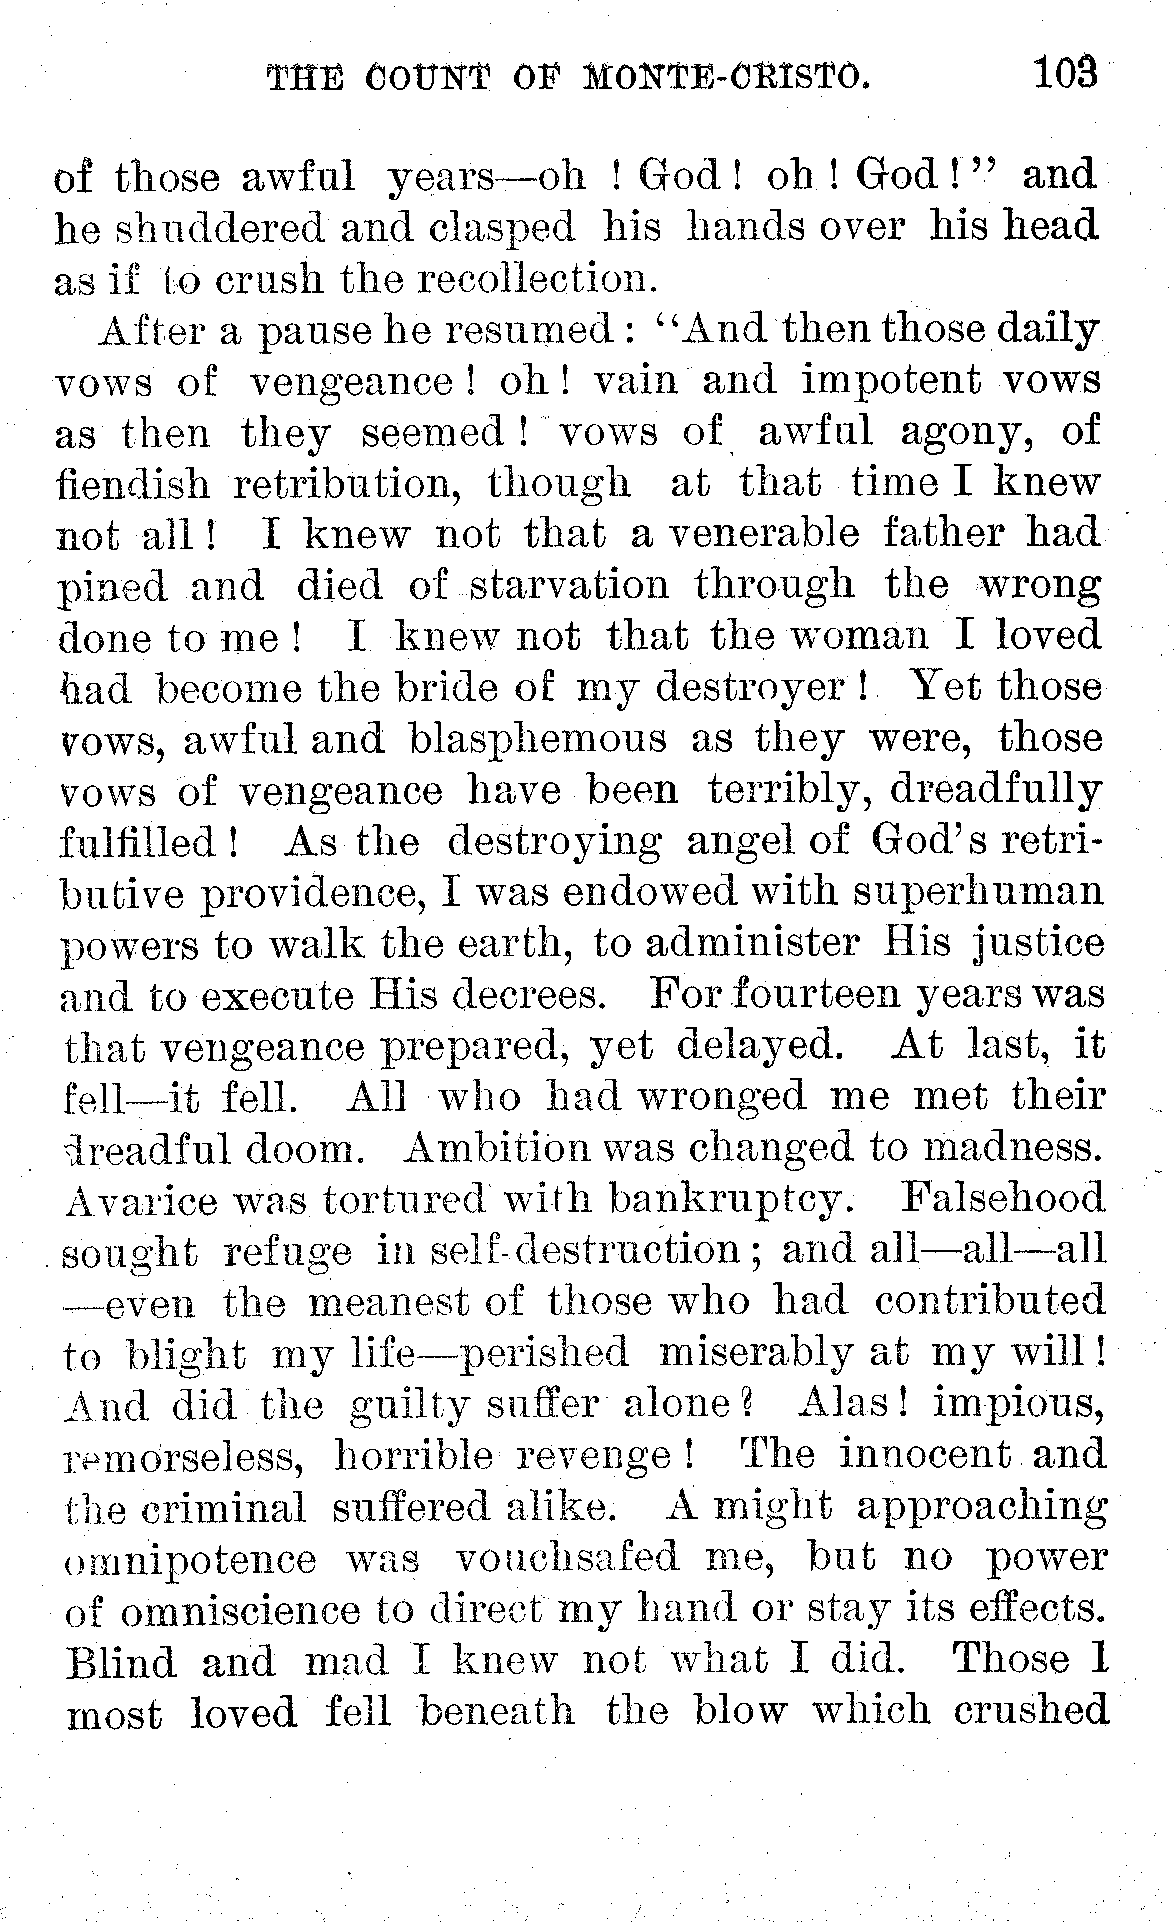 THE COUNT OF MONTE-CRISTO. 103
of those awful years—oh ! God ! oh ! God ! ” and
he shuddered and clasped his hands over his head
as if to crush the recollection.
After a pause he resumed : “And then those daily
vows of vengeance ! oh ! vain and impotent vows
as then they seemed ! vows of awful agony, of
fiendish retribution, though at that time I knew
not all ! I knew not that a venerable father had
pined and died of starvation through the wrong
done to me ! I knew not that the woman I loved
had become the bride of my destroyer ! Yet those
vows, awful and blasphemous as they were, those
vows of vengeance have been terribly, dreadfully
fulfilled ! As the destroying angel of God’s retri-
butive providence, I was endowed with superhuman
powers to walk the earth, to administer His justice
and to execute His decrees. For fourteen years was
that vengeance prepared, yet delayed. At last, it
fell—it fell. All who had wronged me met their
dreadful doom. Ambition was changed to madness.
Avarice was tortured with bankruptcy. Falsehood
sought refuge in self-destruction ; and all—all—all
—even the meanest of those who had contributed
to blight my life—perished miserably at my will !
And did the guilty suffer alone ? Alas ! impious,
remorseless, horrible revenge ! The innocent and
the criminal suffered alike. A might approaching
omnipotence was vouchsafed me, but no power
of omniscience to direct my hand or stay its effects.
Blind and mad I knew not what I did. Those I
most loved fell beneath the blow which crushed